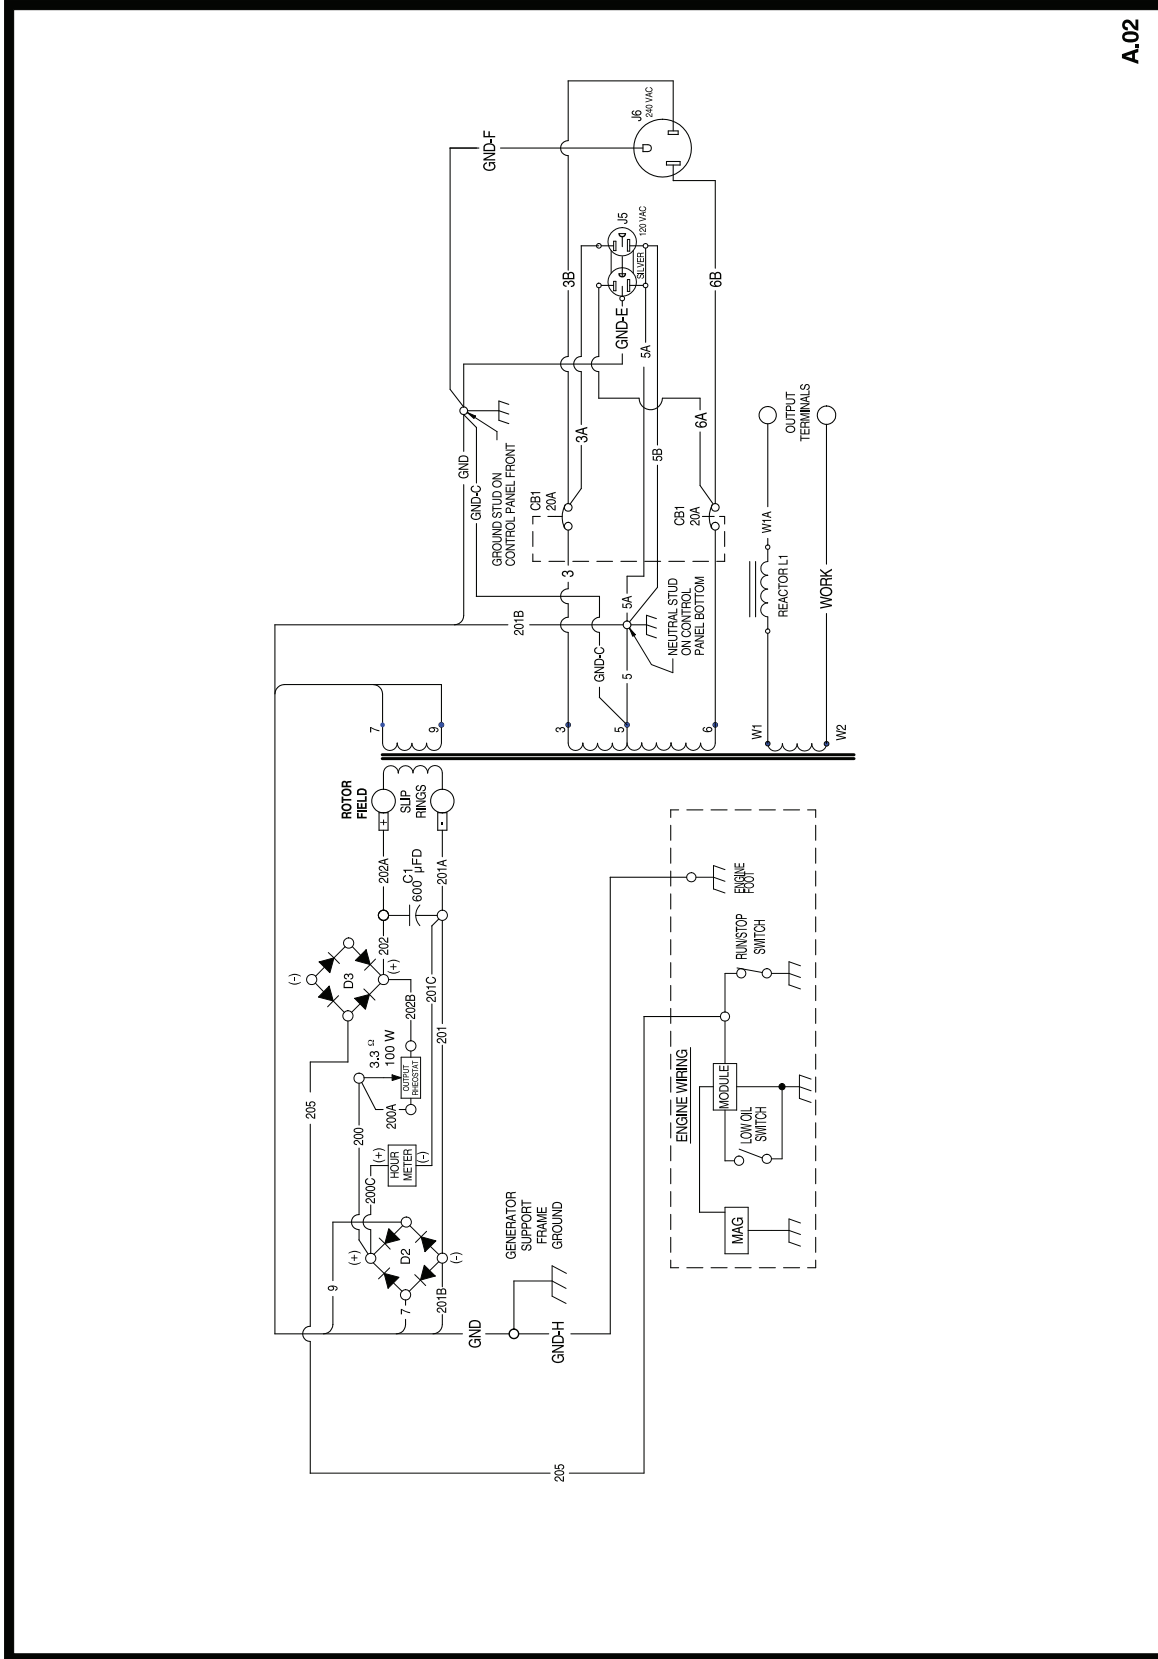 A.02
J6
240 VAC
GND-F
J5
120 VAC
SILVER
3B
6B
GND-E
5A
3A
5B
6A
OUTPUT
TERMINALS
GND
GND-C
GROUND STUD ON
CONTROL PANEL FRONT
CB1
20A
CB1
20A
W1A
REACTOR L1
WORK
3
5A
201B
NEUTRAL STUD
ON CONTROL
PANEL BOTTOM
GND-C
5
7
9
3
5
6
W1
W2
ROTOR
FIELD
SLIP
RINGS
+
-
202A
C1
600 µFD
201A
202
(-)
D3
(+)
201C
202B
201
3.3 Ω
100 W
OUTPUT
RHEOSTAT
200A
200
205
(+)
HOUR
METER
(-)
200C
(+)
D2
(-)
9
7
201B
GND
GENERATOR
SUPPORT
FRAME
GROUND
GND-H
205
ENGINE
FOOT
RUN/STOP
SWITCH
ENGINE WIRING
MODULE
LOW OIL
SWITCH
MAG